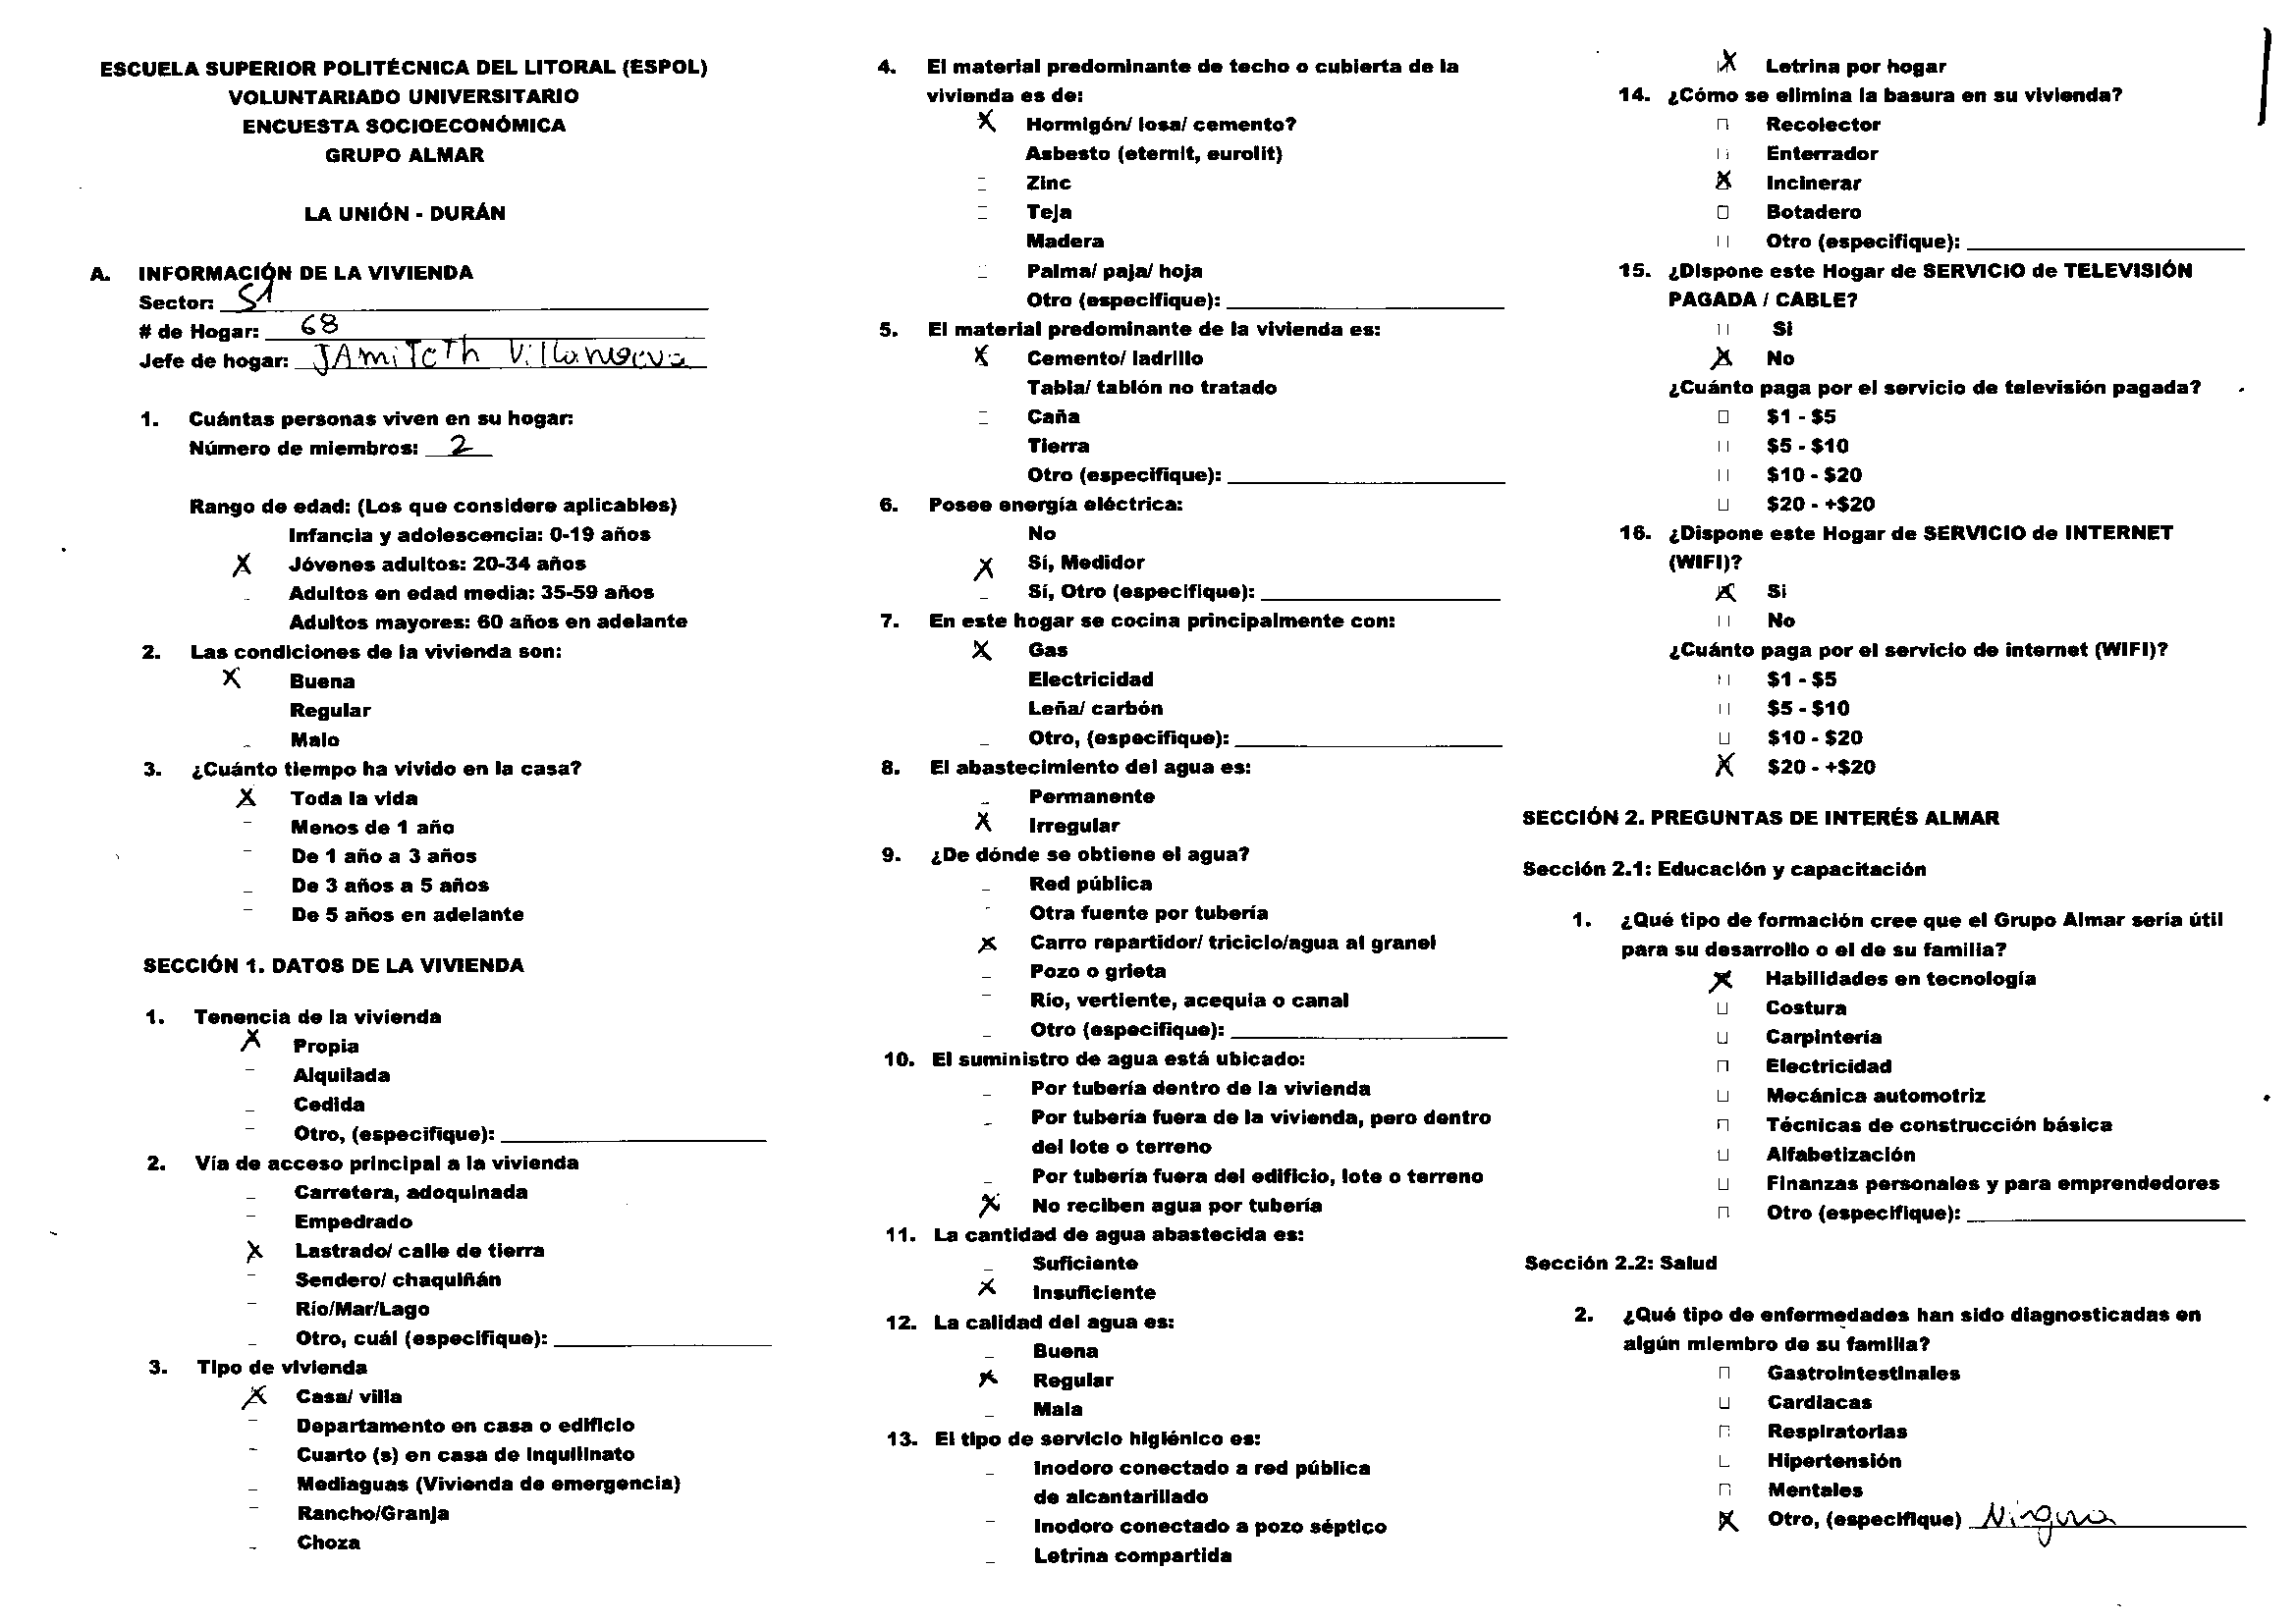 ESCUELA SUPERIOR POLITÉCNICA DEL LITORAL (ESPOL)
VOLUNTARIADO UNIVERSITARIO
ENCUESTA SOCIOECONÓMICA
GRUPO ALMAR
LA UNIÓN - DURÁN
A. INFORMACIÓN DE LA VIVIENDA
Sector: S1
# de Hogar: 68
Jefe de hogar: JAmiTeTh Villanueva
1. Cuántas personas viven en su hogar:
Número de miembros: 2
Rango de edad: (Los que considere aplicables)
Infancia y adolescencia: 0-19 años
X Jóvenes adultos: 20-34 años
Adultos en edad media: 35-59 años
Adultos mayores: 60 años en adelante
2. Las condiciones de la vivienda son:
X Buena
Regular
Malo
3. ¿Cuánto tiempo ha vivido en la casa?
X Toda la vida
Menos de 1 año
De 1 año a 3 años
De 3 años a 5 años
De 5 años en adelante
SECCIÓN 1. DATOS DE LA VIVIENDA
1. Tenencia de la vivienda
X Propia
Alquilada
Cedida
Otro, (especifique):
2. Vía de acceso principal a la vivienda
Carretera, adoquinada
Empedrado
X Lastrado/ calle de tierra
Sendero/ chaquiñán
Río/Mar/Lago
Otro, cuál (especifique):
3. Tipo de vivienda
X Casa/ villa
Departamento en casa o edificio
Cuarto (s) en casa de inquilinato
Mediaguas (Vivienda de emergencia)
Rancho/Granja
Choza
4. El material predominante de techo o cubierta de la
vivienda es de:
X Hormigón/ losa/ cemento?
Asbesto (eternit, eurolit)
Zinc
Teja
Madera
Palma/ paja/ hoja
Otro (especifique):
5. El material predominante de la vivienda es:
X Cemento/ ladrillo
Tabla/ tablón no tratado
Caña
Tierra
Otro (especifique):
6. Posee energía eléctrica:
No
X Sí, Medidor
Sí, Otro (especifique):
7. En este hogar se cocina principalmente con:
X Gas
Electricidad
Leña/ carbón
Otro, (especifique):
8. El abastecimiento del agua es:
Permanente
X Irregular
9. ¿De dónde se obtiene el agua?
Red pública
Otra fuente por tubería
X Carro repartidor/ triciclo/agua al granel
Pozo o grieta
Río, vertiente, acequia o canal
Otro (especifique):
10. El suministro de agua está ubicado:
Por tubería dentro de la vivienda
Por tubería fuera de la vivienda, pero dentro
del lote o terreno
Por tubería fuera del edificio, lote o terreno
X No reciben agua por tubería
11. La cantidad de agua abastecida es:
Suficiente
X Insuficiente
12. La calidad del agua es:
Buena
X Regular
Mala
13. El tipo de servicio higiénico es:
Inodoro conectado a red pública
de alcantarillado
Inodoro conectado a pozo séptico
Letrina compartida
X Letrina por hogar
14. ¿Cómo se elimina la basura en su vivienda?
Recolector
Enterrador
X Incinerar
Botadero
Otro (especifique):
15. ¿Dispone este Hogar de SERVICIO de TELEVISIÓN
PAGADA / CABLE?
Si
X No
¿Cuánto paga por el servicio de televisión pagada?
$1 - $5
$5 - $10
$10 - $20
$20 - +$20
16. ¿Dispone este Hogar de SERVICIO de INTERNET
(WIFI)?
X Si
No
¿Cuánto paga por el servicio de internet (WIFI)?
$1 - $5
$5 - $10
$10 - $20
X $20 - +$20
SECCIÓN 2. PREGUNTAS DE INTERÉS ALMAR
Sección 2.1: Educación y capacitación
1. ¿Qué tipo de formación cree que el Grupo Almar sería útil
para su desarrollo o el de su familia?
X Habilidades en tecnología
Costura
Carpintería
Electricidad
Mecánica automotriz
Técnicas de construcción básica
Alfabetización
Finanzas personales y para emprendedores
Otro (especifique):
Sección 2.2: Salud
2. ¿Qué tipo de enfermedades han sido diagnosticadas en
algún miembro de su familia?
Gastrointestinales
Cardiacas
Respiratorias
Hipertensión
Mentales
X Otro, (especifique) Ninguna